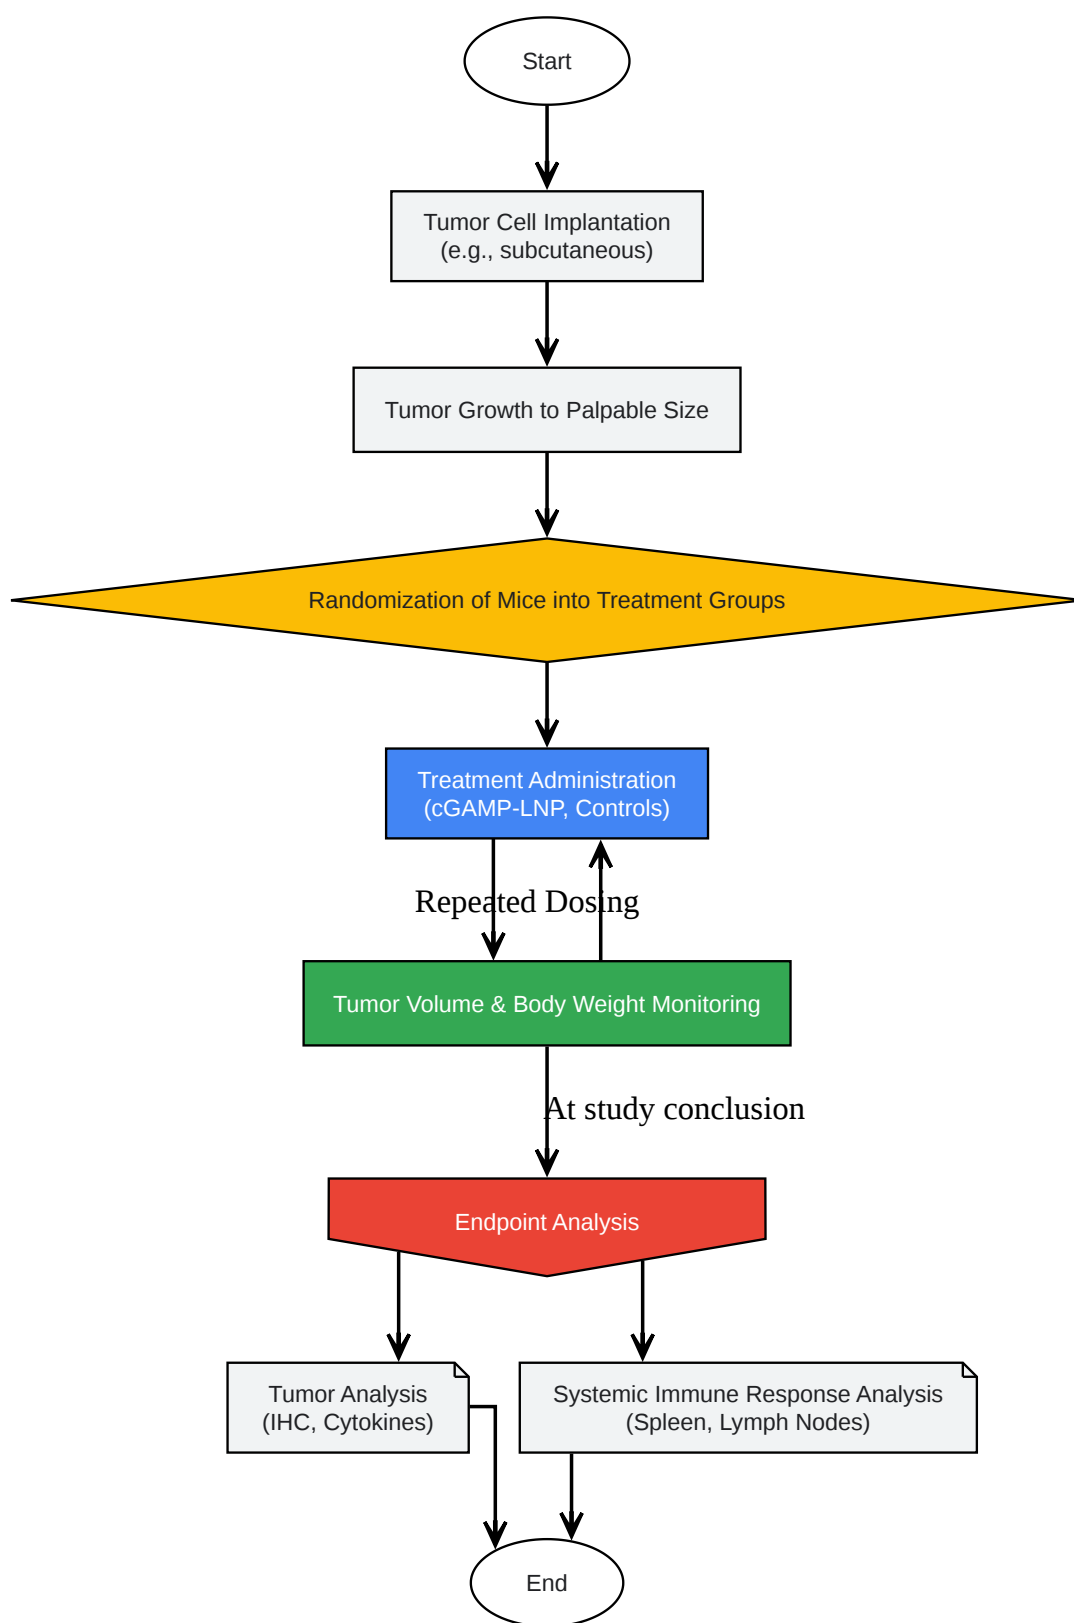 Start
Tumor Cell Implantation
(e.g., subcutaneous)
Tumor Growth to Palpable Size
Randomization of Mice into Treatment Groups
Treatment Administration
(cGAMP-LNP, Controls)
Repeated Dosing
Tumor Volume & Body Weight Monitoring
At study conclusion
Endpoint Analysis
Tumor Analysis
(IHC, Cytokines)
Systemic Immune Response Analysis
(Spleen, Lymph Nodes)
End